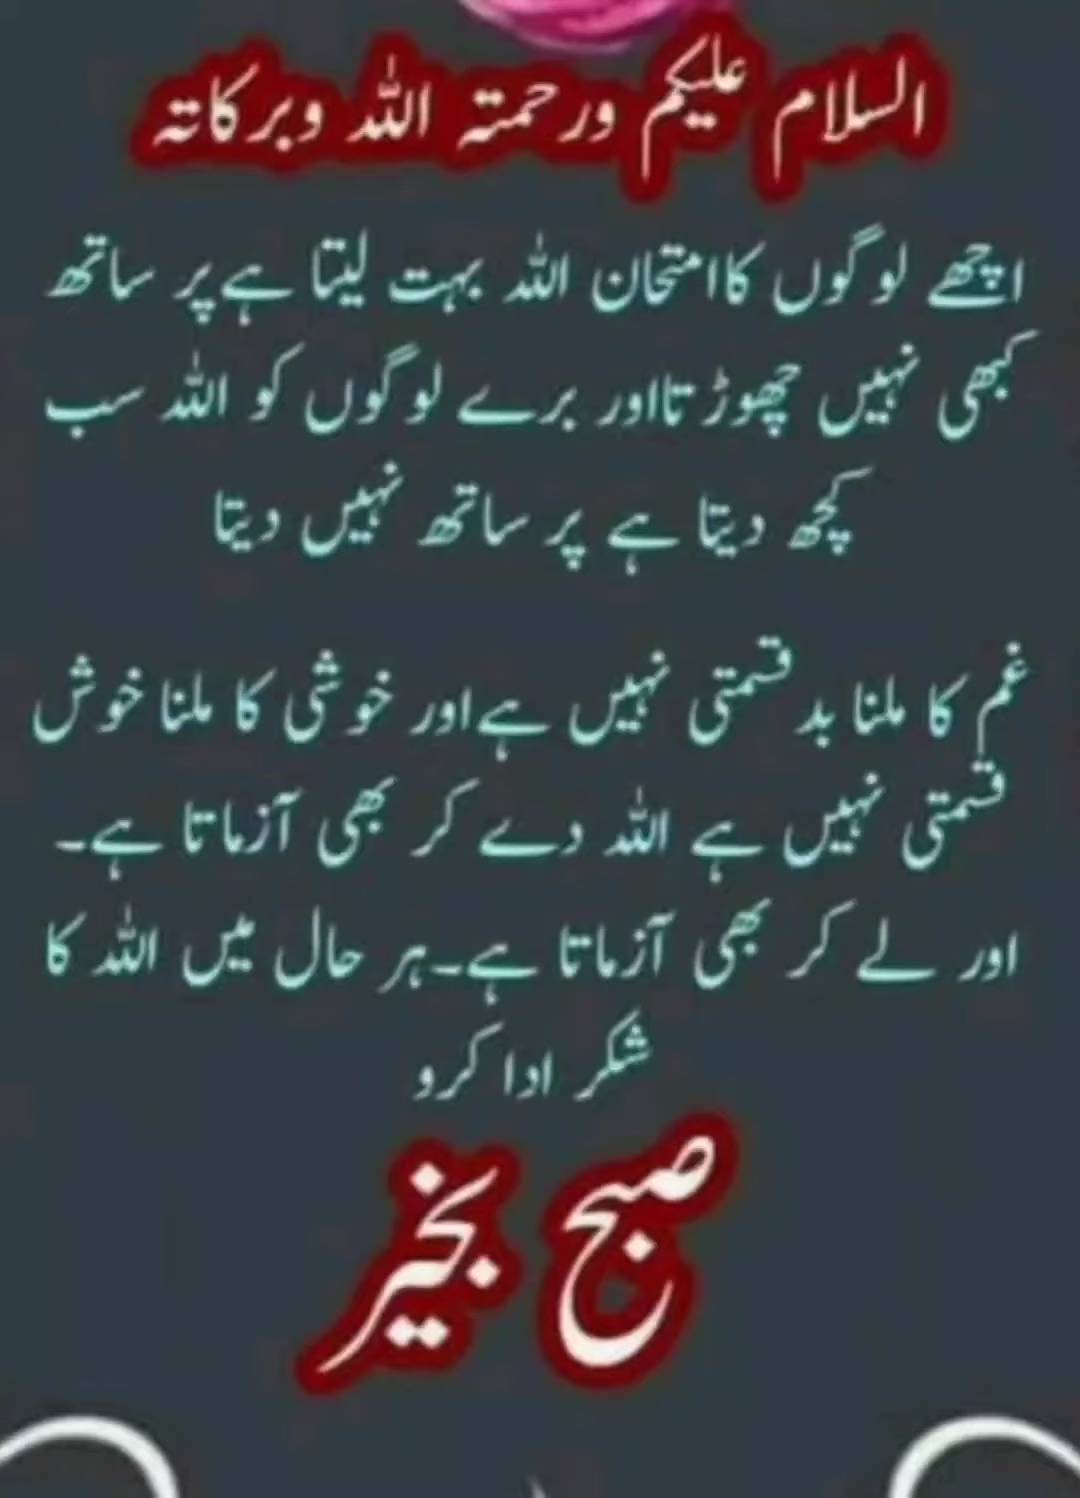 السلام علیکم ورحمتہ اللہ وبرکاتہ
اچھے لوگوں کا امتحان اللہ بہت لیتا ہے پر ساتھ
کبھی نہیں چھوڑتا اور برے لوگوں کو اللہ سب
کچھ دیتا ہے پر ساتھ نہیں دیتا
غم کا ملنا بد قسمتی نہیں ہے اور خوشی کا ملنا خوش
قسمتی نہیں ہے اللہ دے کر بھی آزماتا ہے۔
اور لے کر بھی آزماتا ہے۔ ہر حال میں اللہ کا
شکر ادا کرو
صبح بخیر